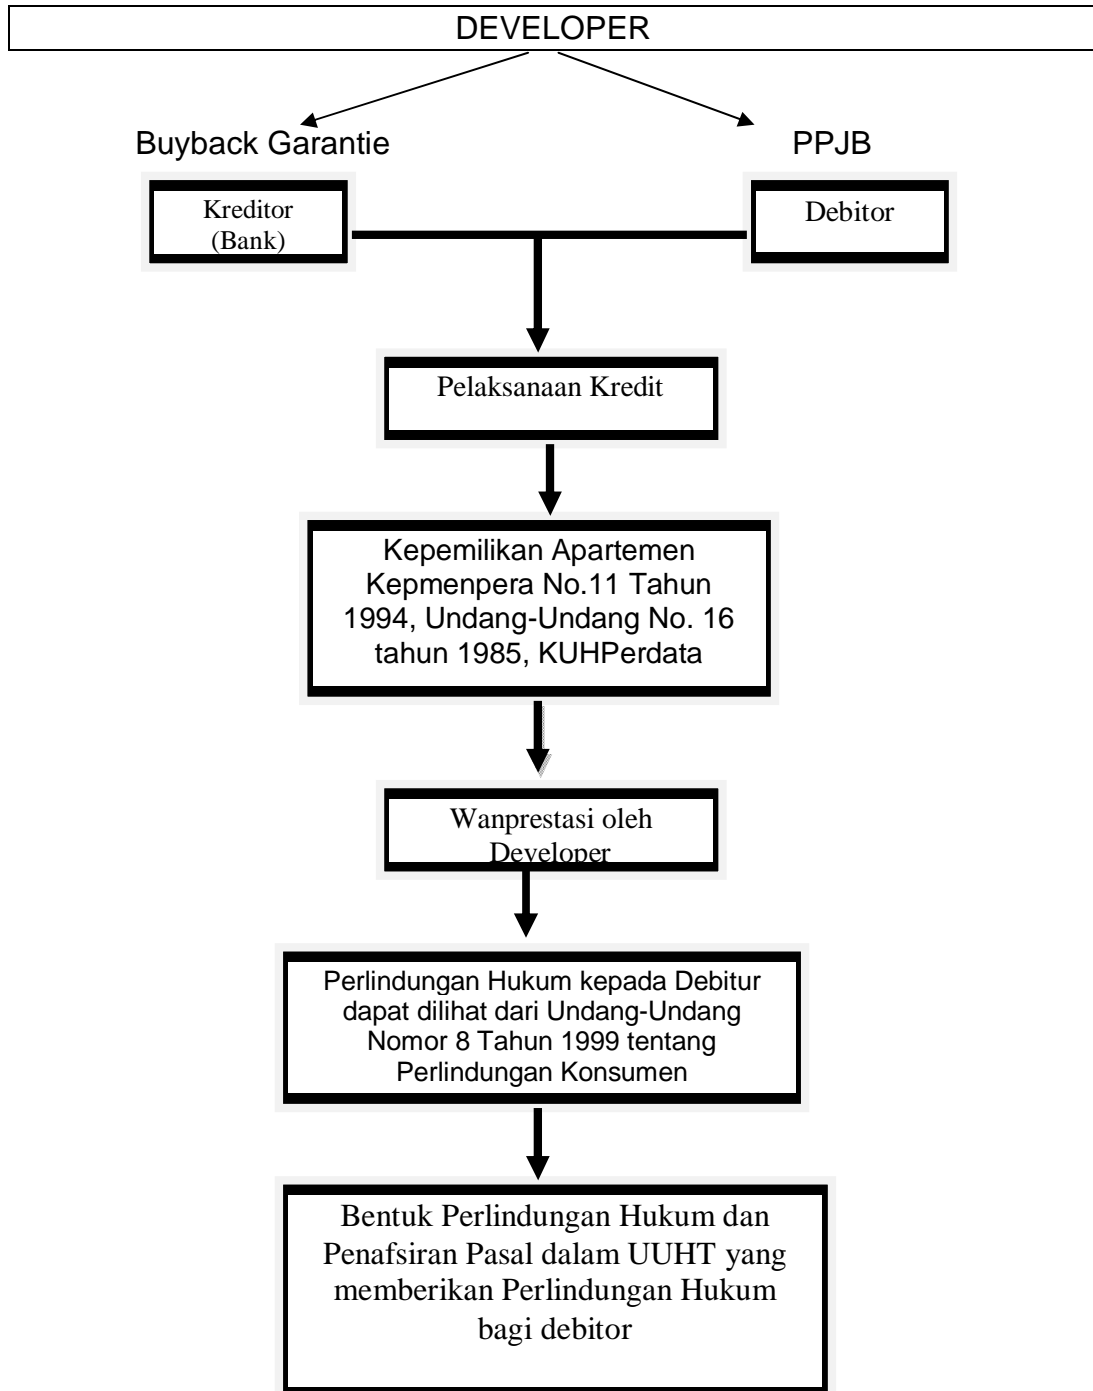 DEVELOPER
Buyback Garantie
PPJB
Kreditor
(Bank)
Debitor
Pelaksanaan Kredit
Kepemilikan Apartemen
Kepmenpera No.11 Tahun
1994, Undang-Undang No. 16
tahun 1985, KUHPerdata
Wanprestasi oleh
Developer
Perlindungan Hukum kepada Debitur
dapat dilihat dari Undang-Undang
Nomor 8 Tahun 1999 tentang
Perlindungan Konsumen
Bentuk Perlindungan Hukum dan
Penafsiran Pasal dalam UUHT yang
memberikan Perlindungan Hukum
bagi debitor